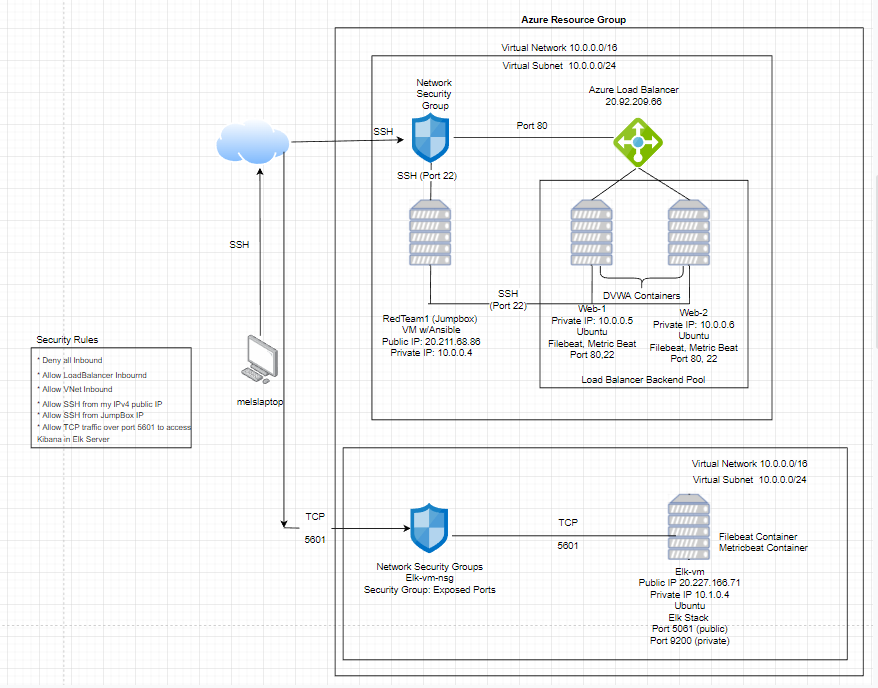 Azure Resource Group
Virtual Network 10.0.0.0/16
Virtual Subnet 10.0.0.0/24
Network
Security
Group
Azure Load Balancer
20.92.209.66
SSH
Port 80
SSH (Port 22)
SSH
SSH
(Port 22)
DVWA Containers
RedTeam1 (Jumpbox)
VM w/Ansible
Public IP: 20.211.68.86
Private IP: 10.0.0.4
Web-1
Private IP: 10.0.0.5
Ubuntu
Filebeat, Metric Beat
Port 80,22
Web-2
Private IP: 10.0.0.6
Ubuntu
Filebeat, Metric Beat
Port 80, 22
Load Balancer Backend Pool
Security Rules
* Deny all Inbound
* Allow LoadBalancer Inbournd
* Allow VNet Inbound
* Allow SSH from my IPv4 public IP
* Allow SSH from JumpBox IP
* Allow TCP traffic over port 5601 to access
Kibana in Elk Server
melslaptop
Virtual Network 10.0.0.0/16
Virtual Subnet 10.0.0.0/24
TCP
5601
TCP
5601
Filebeat Container
Metricbeat Container
Network Security Groups
Elk-vm-nsg
Security Group: Exposed Ports
Elk-vm
Public IP 20.227.166.71
Private IP 10.1.0.4
Ubuntu
Elk Stack
Port 5061 (public)
Port 9200 (private)